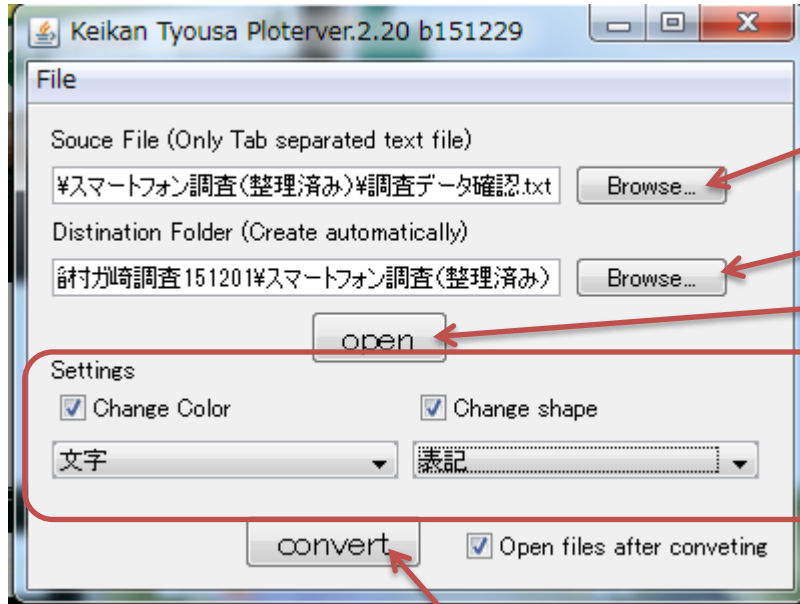 Keikan Tyousa Ploterver.2.20 b151229
File
Souce File (Only Tab separated text file)
¥スマートフォン調査(整理済み)¥調査データ確認.txt Browse...
Distination Folder (Create automatically)
調査151201¥スマートフォン調査(整理済み) Browse...
open
Settings
Change Color Change shape
文字 表記
convert Open files after conveting